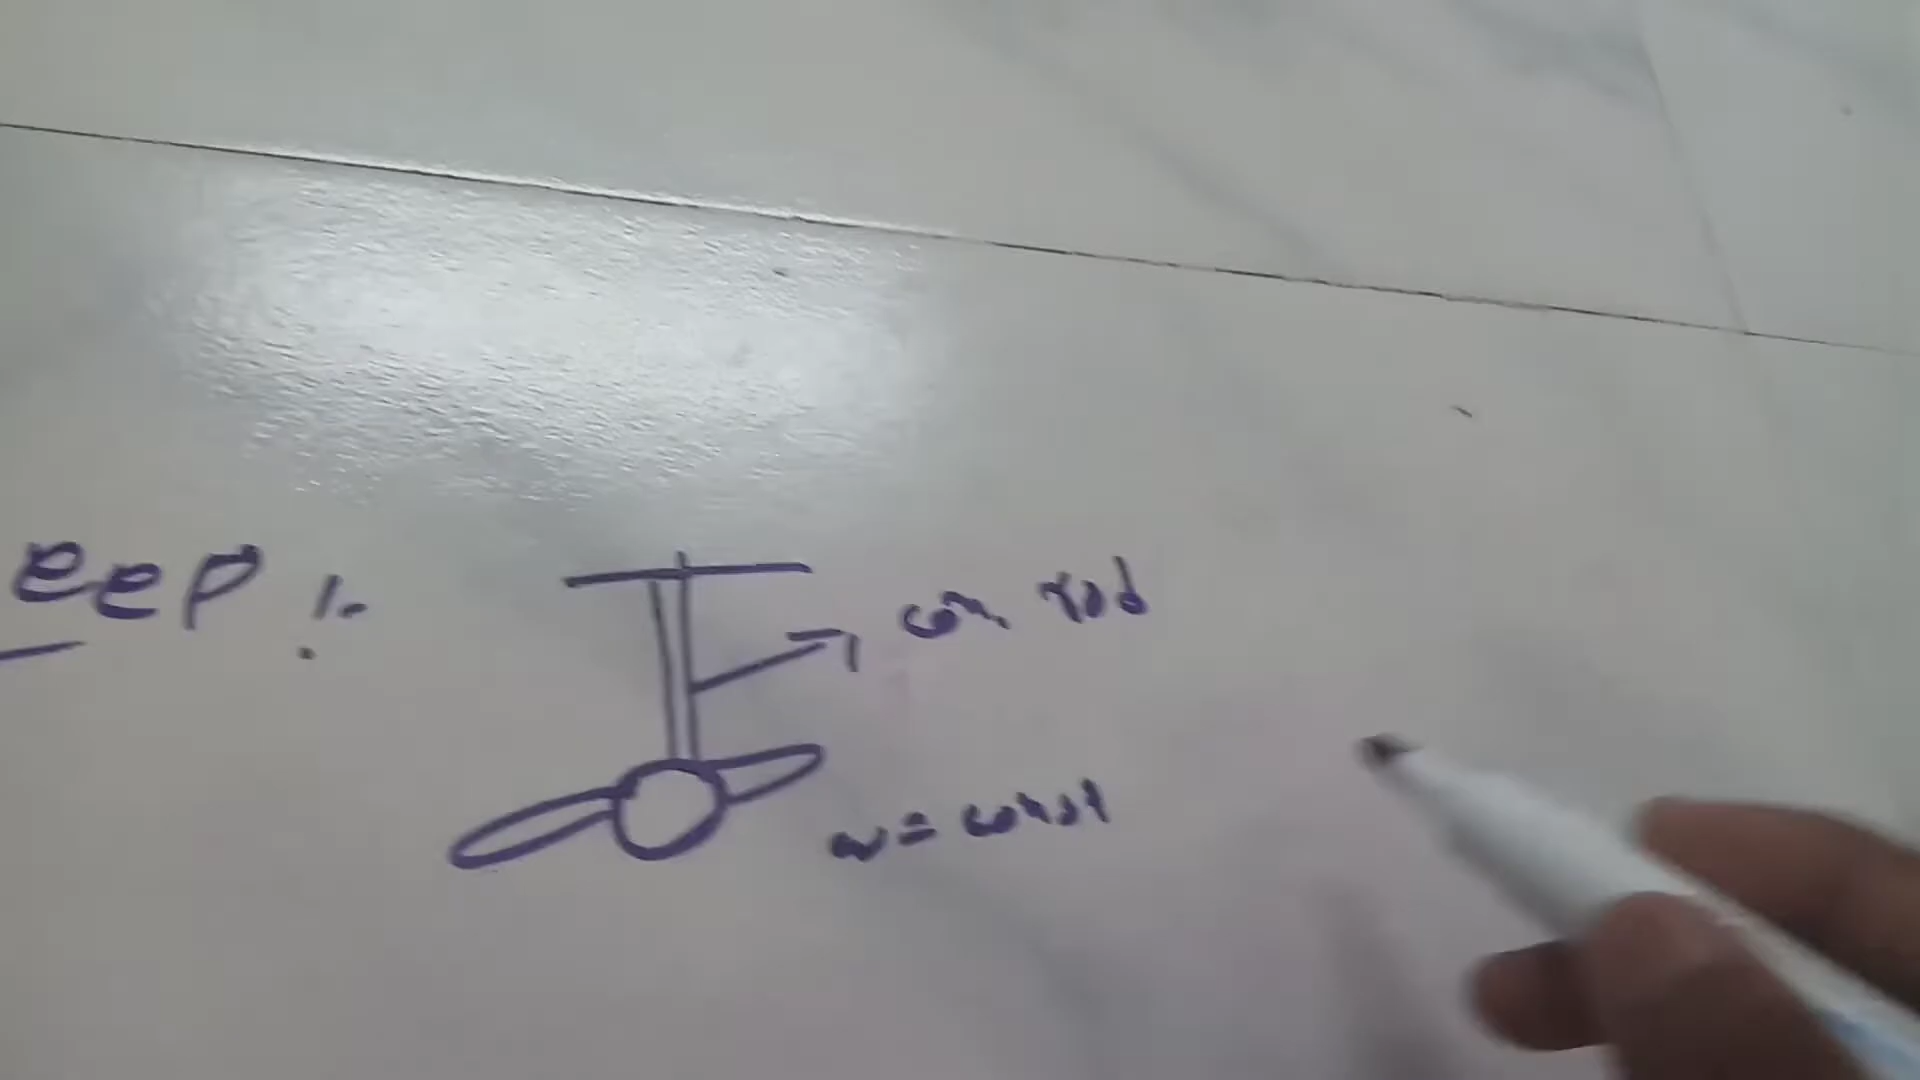 eep :-
con rod
w = const